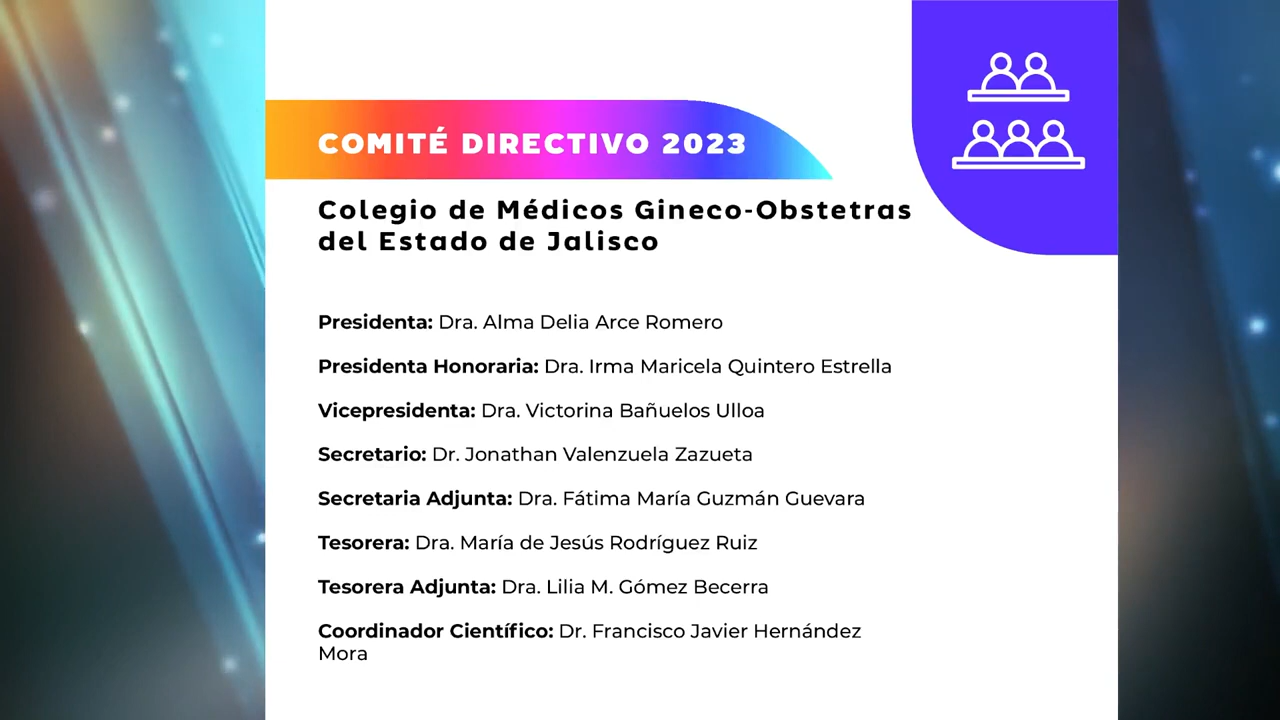 COMITÉ DIRECTIVO 2023
Colegio de Médicos Gineco-Obstetras
del Estado de Jalisco
Presidenta: Dra. Alma Delia Arce Romero
Presidenta Honoraria: Dra. Irma Maricela Quintero Estrella
Vicepresidenta: Dra. Victorina Bañuelos Ulloa
Secretario: Dr. Jonathan Valenzuela Zazueta
Secretaria Adjunta: Dra. Fátima María Guzmán Guevara
Tesorera: Dra. María de Jesús Rodríguez Ruiz
Tesorera Adjunta: Dra. Lilia M. Gómez Becerra
Coordinador Científico: Dr. Francisco Javier Hernández
Mora